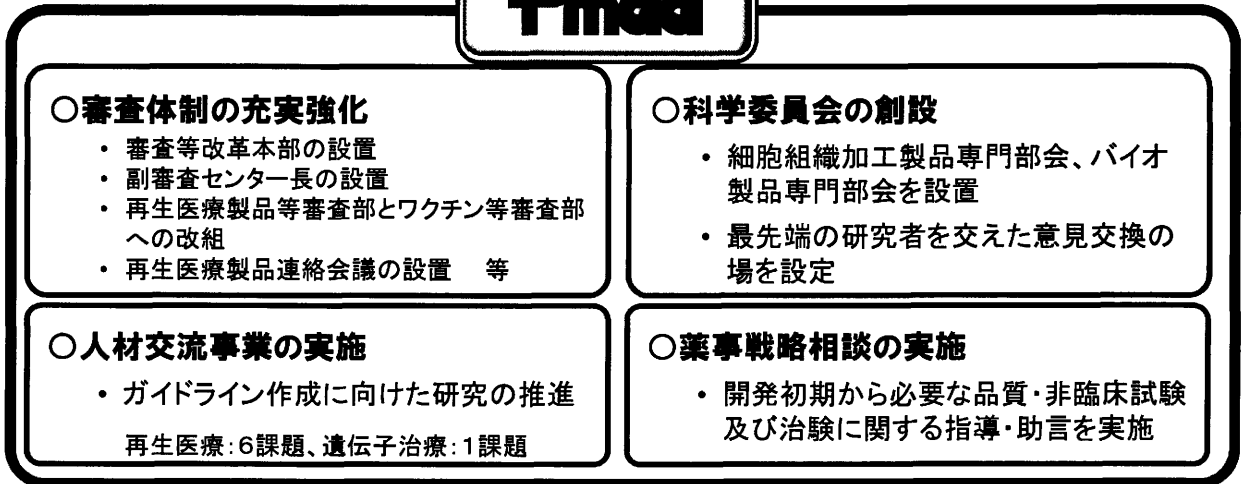 Pmda
○審査体制の充実強化
・ 審査等改革本部の設置
・ 副審査センター長の設置
・ 再生医療製品等審査部とワクチン等審査部
への改組
・ 再生医療製品連絡会議の設置　等
○科学委員会の創設
・ 細胞組織加工製品専門部会、バイオ
製品専門部会を設置
・ 最先端の研究者を交えた意見交換の
場を設定
○人材交流事業の実施
・ ガイドライン作成に向けた研究の推進
再生医療:6課題、遺伝子治療:1課題
○薬事戦略相談の実施
・ 開発初期から必要な品質・非臨床試験
及び治験に関する指導・助言を実施